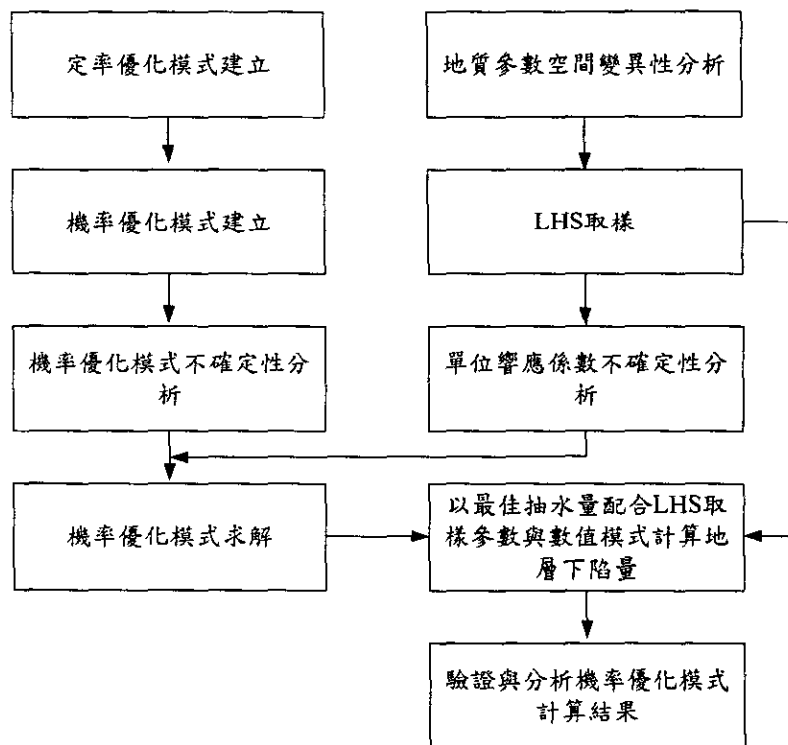 定率優化模式建立
地質參數空間變異性分析
機率優化模式建立
LHS取樣
機率優化模式不確定性分
析
單位響應係數不確定性分
析
機率優化模式求解
以最佳抽水量配合LHS取
樣參數與數值模式計算地
層下陷量
驗證與分析機率優化模式
計算結果